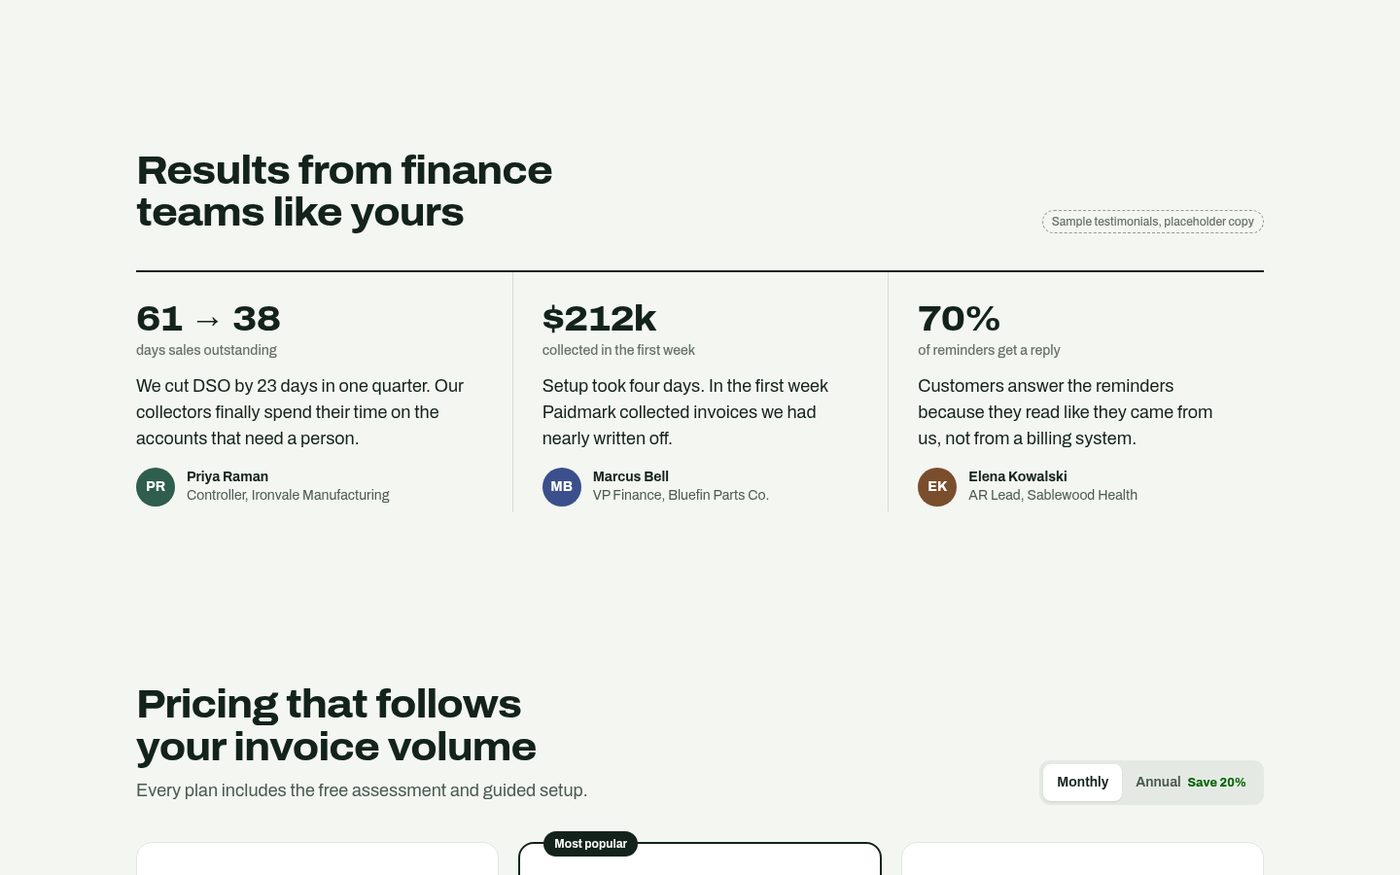 Results from finance
teams like yours
Sample testimonials, placeholder copy
61 → 38
days sales outstanding
We cut DSO by 23 days in one quarter. Our
collectors finally spend their time on the
accounts that need a person.
PR
Priya Raman
Controller, Ironvale Manufacturing
$212k
collected in the first week
Setup took four days. In the first week
Paidmark collected invoices we had
nearly written off.
MB
Marcus Bell
VP Finance, Bluefin Parts Co.
70%
of reminders get a reply
Customers answer the reminders
because they read like they came from
us, not from a billing system.
EK
Elena Kowalski
AR Lead, Sablewood Health
Pricing that follows
your invoice volume
Every plan includes the free assessment and guided setup.
Monthly
Annual Save 20%
Most popular